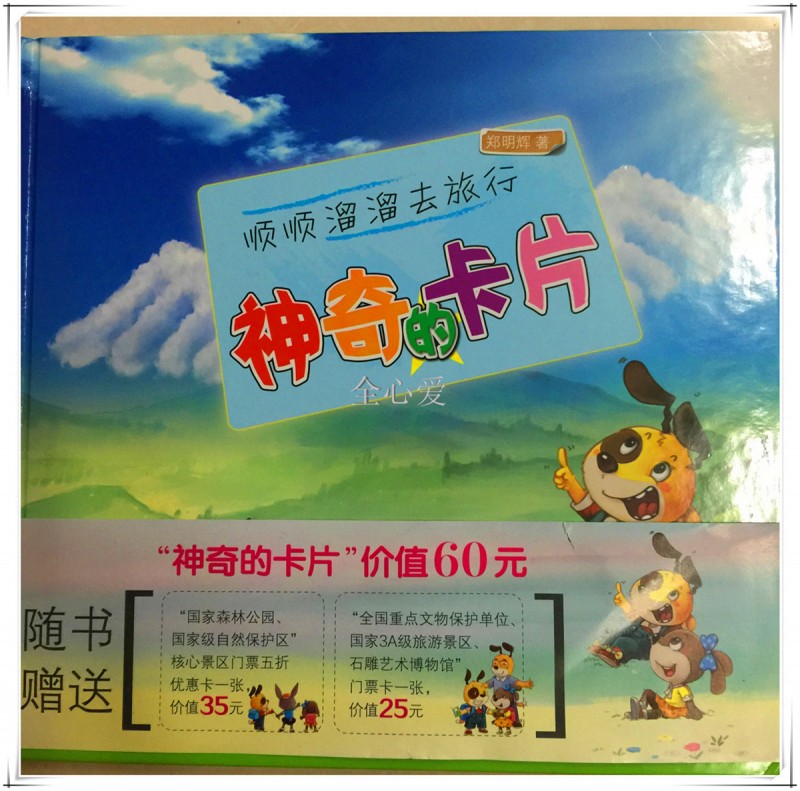 郑明辉 著
顺顺溜溜去旅行
神奇的卡片
全心爱
“神奇的卡片”价值60元
随书
赠送
“国家森林公园、
国家级自然保护区”
核心景区门票五折
优惠卡一张，
价值35元
“全国重点文物保护单位、
国家3A级旅游景区、
石雕艺术博物馆”
门票卡一张，
价值25元